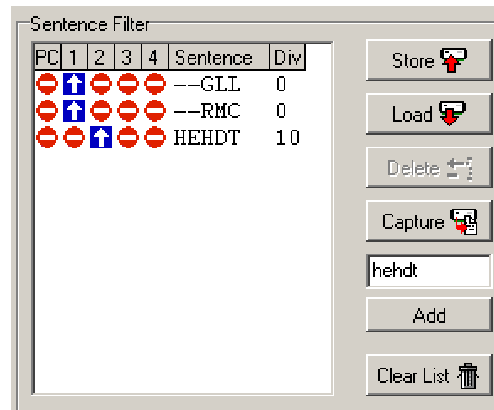 Sentence Filter
PC 1 2 3 4 Sentence Div
--GLL 0
--RMC 0
HEHDT 10
Store
Load
Delete
Capture
hehdt
Add
Clear List